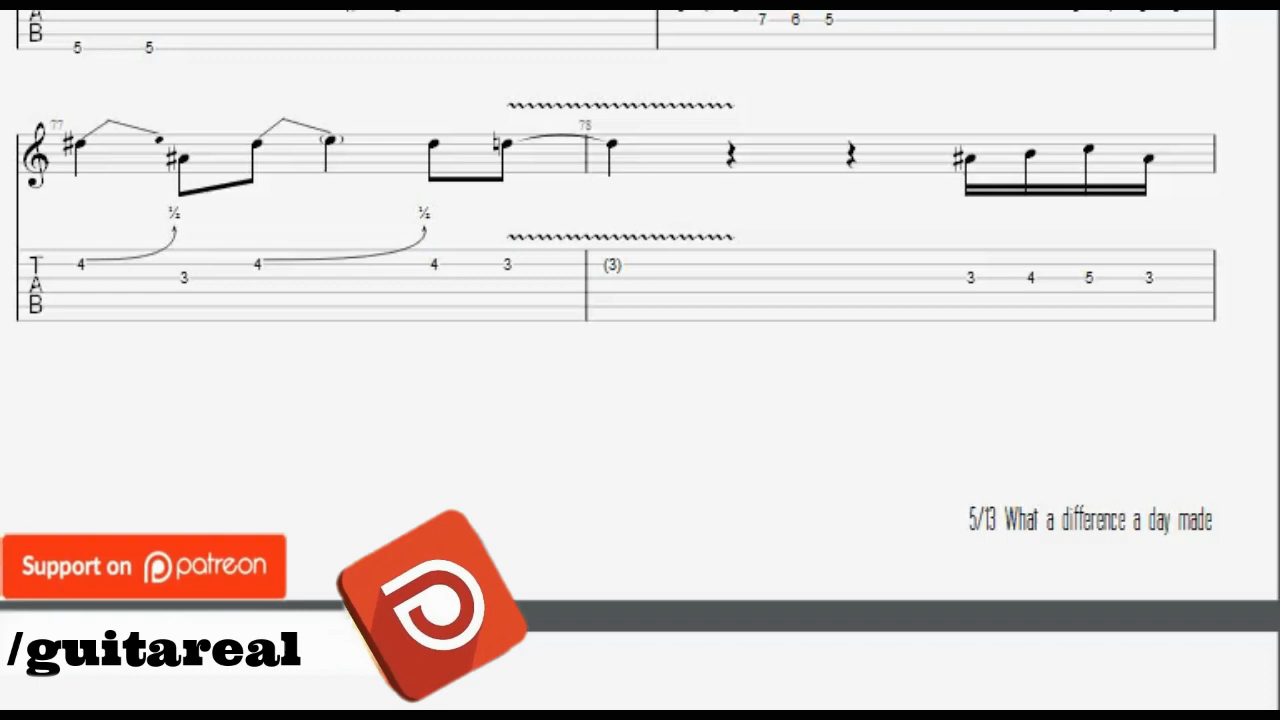 7 6 5
5 5
77
78
½ ½
4 3 4 4 3 (3) 3 4 5 3
T
A
B
5/13 What a difference a day made
Support on patreon
/guitareal